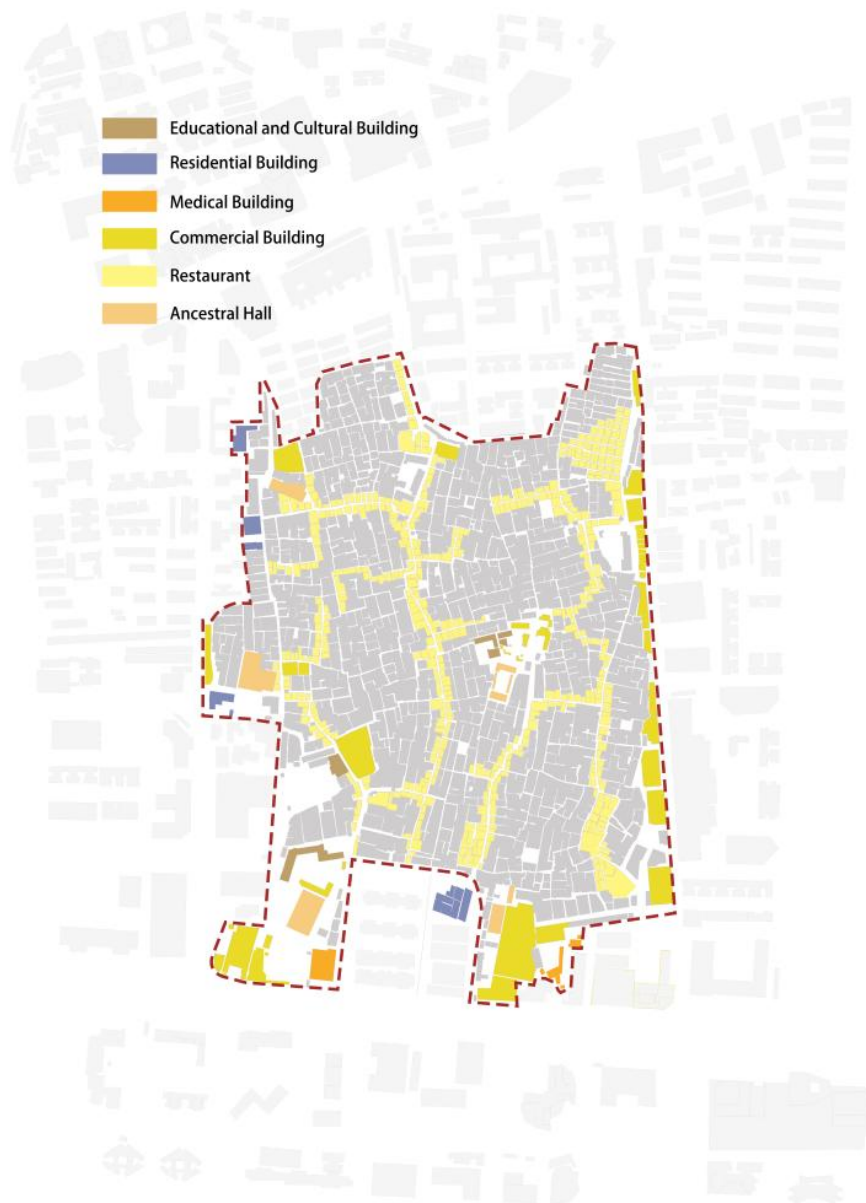 Educational and Cultural Building
Residential Building
Medical Building
Commercial Building
Restaurant
Ancestral Hall